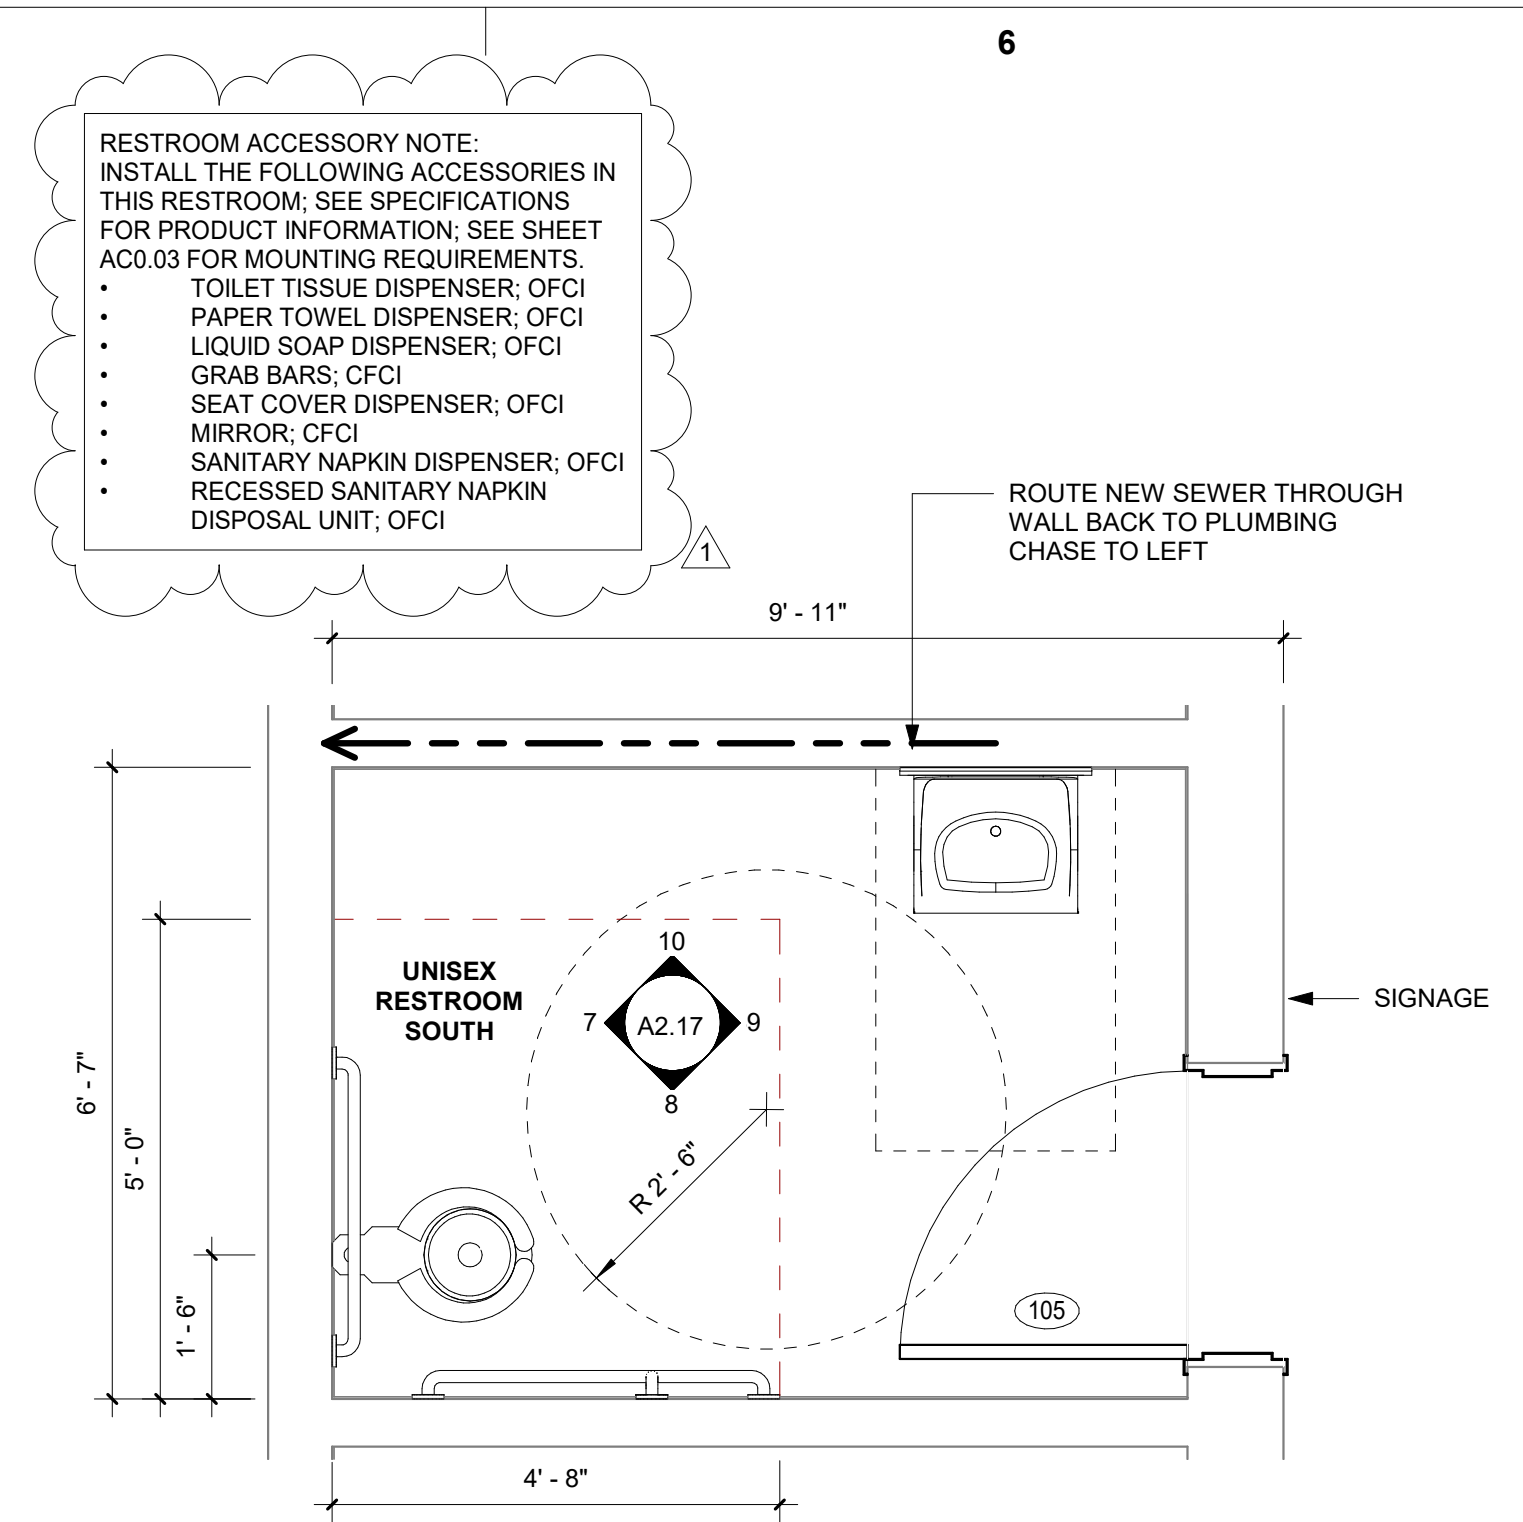 6
RESTROOM ACCESSORY NOTE:
INSTALL THE FOLLOWING ACCESSORIES IN
THIS RESTROOM; SEE SPECIFICATIONS
FOR PRODUCT INFORMATION; SEE SHEET
AC0.03 FOR MOUNTING REQUIREMENTS.
• TOILET TISSUE DISPENSER; OFCI
• PAPER TOWEL DISPENSER; OFCI
• LIQUID SOAP DISPENSER; OFCI
• GRAB BARS; CFCI
• SEAT COVER DISPENSER; OFCI
• MIRROR; CFCI
• SANITARY NAPKIN DISPENSER; OFCI
• RECESSED SANITARY NAPKIN
DISPOSAL UNIT; OFCI
1
ROUTE NEW SEWER THROUGH
WALL BACK TO PLUMBING
CHASE TO LEFT
9' - 11"
UNISEX
RESTROOM
SOUTH
10
7
A2.17
9
8
SIGNAGE
6' - 7"
5' - 0"
1' - 6"
R 2' - 6"
105
4' - 8"